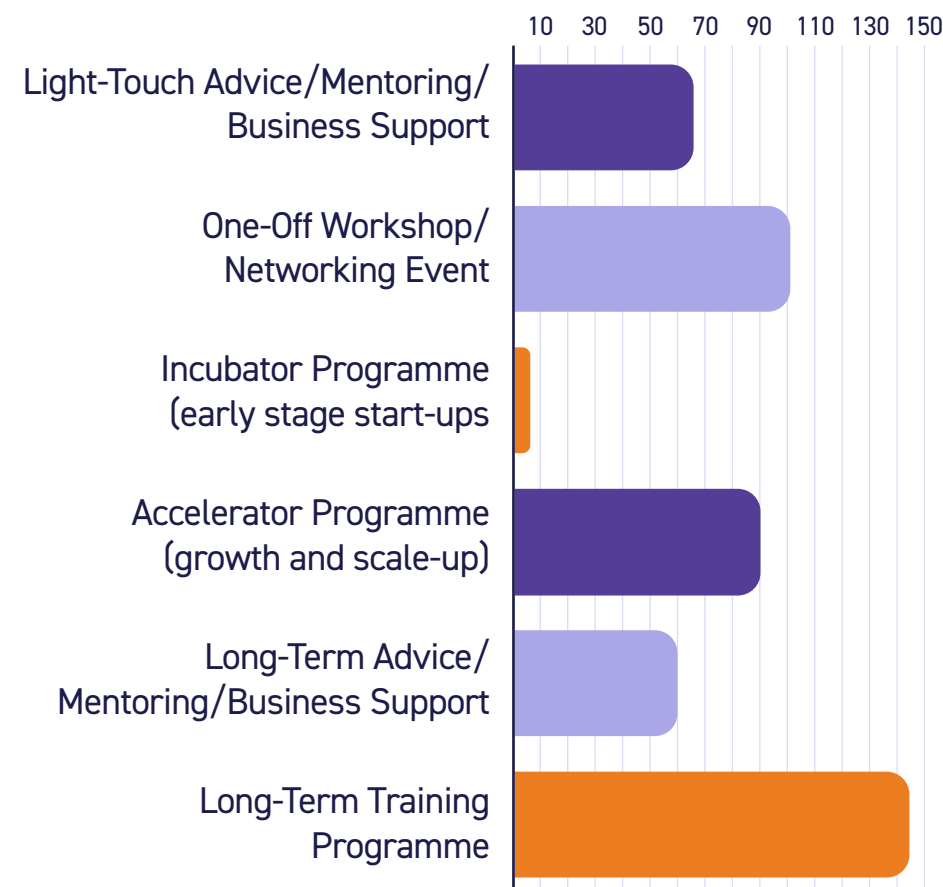 10 30 50 70 90 110 130 150
Light-Touch Advice/Mentoring/
Business Support
One-Off Workshop/
Networking Event
Incubator Programme
(early stage start-ups
Accelerator Programme
(growth and scale-up)
Long-Term Advice/
Mentoring/Business Support
Long-Term Training
Programme